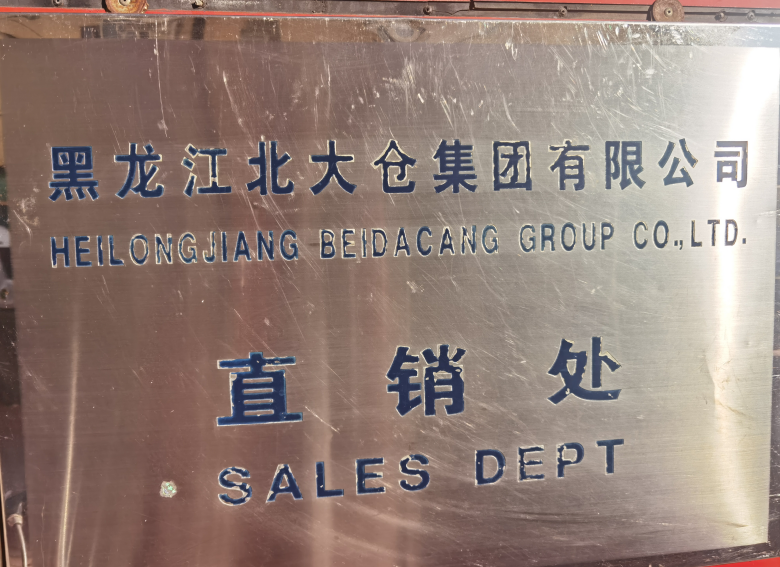 黑龙江北大仓集团有限公司
HEILONGJIANG BEIDACANG GROUP CO.,LTD.
直销处
SALES DEPT